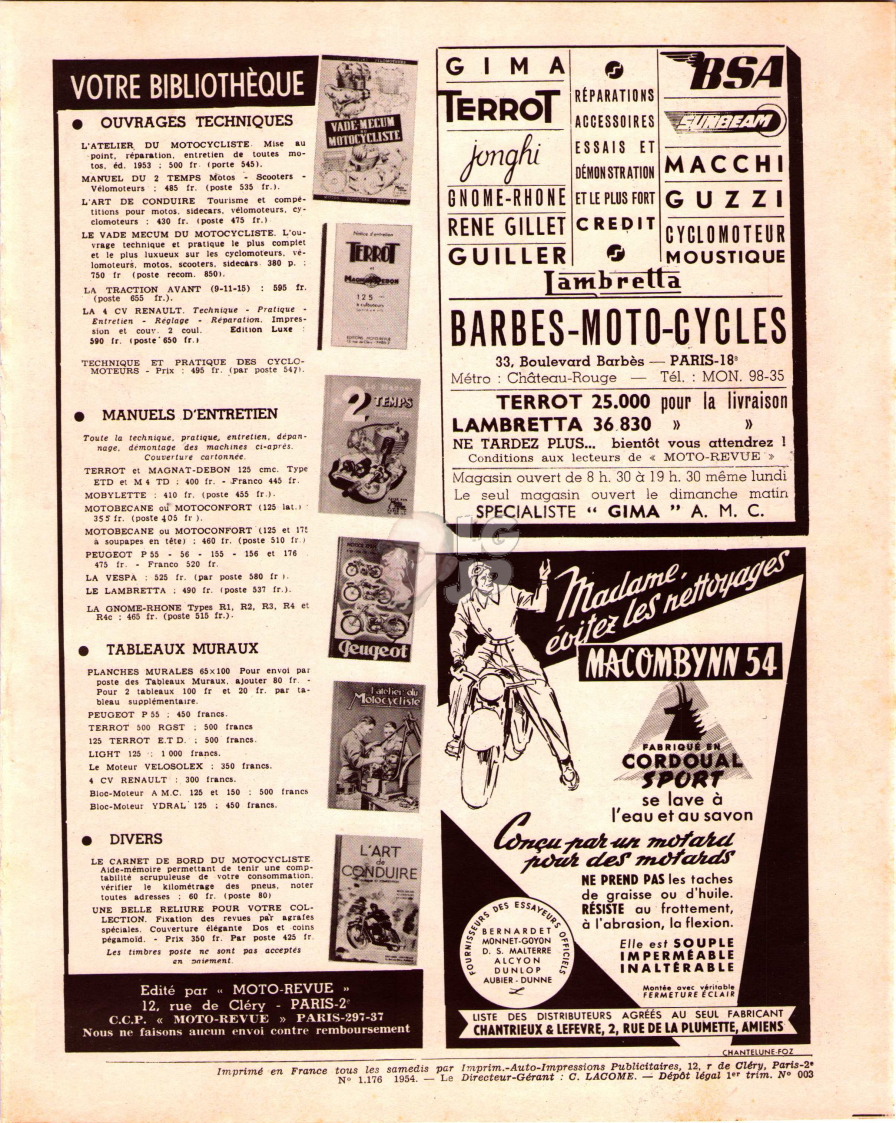 VOTRE BIBLIOTHÈQUE
● OUVRAGES TECHNIQUES
L'ATELIER DU MOTOCYCLISTE. Mise au
point, réparation, entretien de toutes mo-
tos, éd. 1953 : 500 fr. (porte 545).
MANUEL DU 2 TEMPS Motos - Scooters -
Vélomoteurs : 485 fr. (poste 535 fr.)
L'ART DE CONDUIRE Tourisme et compé-
titions pour motos, sidecars, vélomoteurs, cy-
clomoteurs : 430 fr. (poste 475 fr.)
LE VADE MECUM DU MOTOCYCLISTE. L'ou-
vrage technique et pratique le plus complet
et le plus luxueux sur les cyclomoteurs, vé-
lomoteurs, motos, scooters, sidecars. 380 p. :
750 fr (poste recom. 850).
LA TRACTION AVANT (9-11-15) : 595 fr.
(poste 655 fr.).
LA 4 CV RENAULT. Technique - Pratique -
Entretien - Réglage - Réparation. Impres-
sion et couv. 2 coul. Edition Luxe :
590 fr. (poste 650 fr.)
TECHNIQUE ET PRATIQUE DES CYCLO-
MOTEURS - Prix : 495 fr. (par poste 547).
● MANUELS D'ENTRETIEN
Toute la technique, pratique, entretien, dépan-
nage, démontage des machines ci-après.
Couverture cartonnée.
TERROT et MAGNAT-DEBON 125 cmc. Type
ETD et M 4 TD : 400 fr. - Franco 445 fr.
MOBYLETTE : 410 fr. (poste 455 fr.).
MOTOBECANE ou MOTOCONFORT (125 lat.) :
355 fr. (poste 405 fr ).
MOTOBECANE ou MOTOCONFORT (125 et 175
à soupapes en tête) : 460 fr. (poste 510 fr.)
PEUGEOT P 55 - 56 - 155 - 156 et 176
475 fr. - Franco 520 fr.
LA VESPA : 525 fr. (par poste 580 fr ).
LE LAMBRETTA : 490 fr. (poste 537 fr.).
LA GNOME-RHONE Types R1, R2, R3, R4 et
R4c : 465 fr. (poste 515 fr.).
● TABLEAUX MURAUX
PLANCHES MURALES 65×100 Pour envoi par
poste des Tableaux Muraux, ajouter 80 fr. -
Pour 2 tableaux 100 fr et 20 fr. par ta-
bleau supplémentaire.
PEUGEOT P 55 : 450 francs.
TERROT 500 RGST : 500 francs
125 TERROT E.T.D. : 500 francs.
LIGHT 125 : 1 000 francs.
Le Moteur VELOSOLEX : 350 francs.
4 CV RENAULT : 300 francs.
Bloc-Moteur A M.C. 125 et 150 : 500 francs
Bloc-Moteur YDRAL 125 : 450 francs.
● DIVERS
LE CARNET DE BORD DU MOTOCYCLISTE
Aide-mémoire permettant de tenir une comp-
tabilité scrupuleuse de votre consommation,
vérifier le kilométrage des pneus, noter
toutes adresses : 60 fr. (poste 80)
UNE BELLE RELIURE POUR VOTRE COL-
LECTION. Fixation des revues par agrafes
spéciales. Couverture élégante Dos et coins
pégamoid. - Prix 350 fr. Par poste 425 fr.
Les timbres poste ne sont pas acceptés
en paiement.
Edité par « MOTO-REVUE »
12, rue de Cléry - PARIS-2e
C.C.P. « MOTO-REVUE » PARIS-297-37
Nous ne faisons aucun envoi contre remboursement
VADE-MECUM
DU
MOTOCYCLISTE
Notice d'entretien
TERROT
et
MAGNAT-DEBON
125
Le Manuel
2 TEMPS
Peugeot
l'atelier du
Motocycliste
L'ART
de
CONDUIRE
GIMA
TERROT
jonghi
GNOME-RHONE
RENE GILLET
GUILLER
RÉPARATIONS
ACCESSOIRES
ESSAIS ET
DÉMONSTRATION
ET LE PLUS FORT
CREDIT
BSA
SUNBEAM
MACCHI
GUZZI
CYCLOMOTEUR
MOUSTIQUE
Lambretta
BARBES-MOTO-CYCLES
33, Boulevard Barbès — PARIS-18e
Métro : Château-Rouge — Tél. : MON. 98-35
TERROT 25.000 pour la livraison
LAMBRETTA 36.830 » »
NE TARDEZ PLUS... bientôt vous attendrez !
Conditions aux lecteurs de « MOTO-REVUE »
Magasin ouvert de 8 h. 30 à 19 h. 30 même lundi
Le seul magasin ouvert le dimanche matin
SPECIALISTE “ GIMA ” A. M. C.
Madame,
évitez les nettoyages
MACOMBYNN 54
FABRIQUÉ EN
CORDOUAL
SPORT
se lave à
l'eau et au savon
Conçu par un motard
pour des motards
NE PREND PAS les taches
de graisse ou d'huile.
RÉSISTE au frottement,
à l'abrasion, la flexion.
Elle est SOUPLE
IMPERMÉABLE
INALTÉRABLE
Montée avec véritable
FERMETURE ÉCLAIR
FOURNISSEURS DES ESSAYEURS OFFICIELS
BERNARDET
MONNET-GOYON
D. S. MALTERRE
ALCYON
DUNLOP
AUBIER - DUNNE
LISTE DES DISTRIBUTEURS AGRÉÉS AU SEUL FABRICANT
CHANTRIEUX & LEFEVRE, 2, RUE DE LA PLUMETTE, AMIENS
CHANTELUNE-FOZ
Imprimé en France tous les samedis par Imprim.-Auto-Impressions Publicitaires, 12, r de Cléry, Paris-2e
No 1.176 1954. — Le Directeur-Gérant : C. LACOME. — Dépôt légal 1er trim. No 003